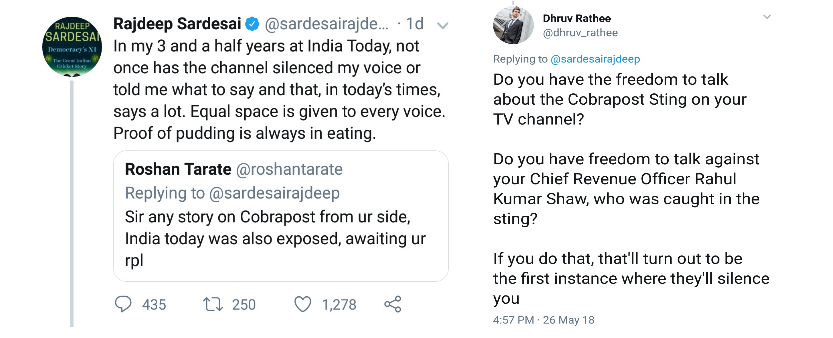 RAJDEEP
SARDESAI
Democracy's XI
Rajdeep Sardesai @sardesairajde... · 1d
In my 3 and a half years at India Today, not
once has the channel silenced my voice or
told me what to say and that, in today's times,
says a lot. Equal space is given to every voice.
Proof of pudding is always in eating.
Roshan Tarate @roshantarate
Replying to @sardesairajdeep
Sir any story on Cobrapost from ur side,
India today was also exposed, awaiting ur
rpl
435 250 1,278
Dhruv Rathee
@dhruv_rathee
Replying to @sardesairajdeep
Do you have the freedom to talk
about the Cobrapost Sting on your
TV channel?
Do you have freedom to talk against
your Chief Revenue Officer Rahul
Kumar Shaw, who was caught in the
sting?
If you do that, that'll turn out to be
the first instance where they'll silence
you
4:57 PM · 26 May 18